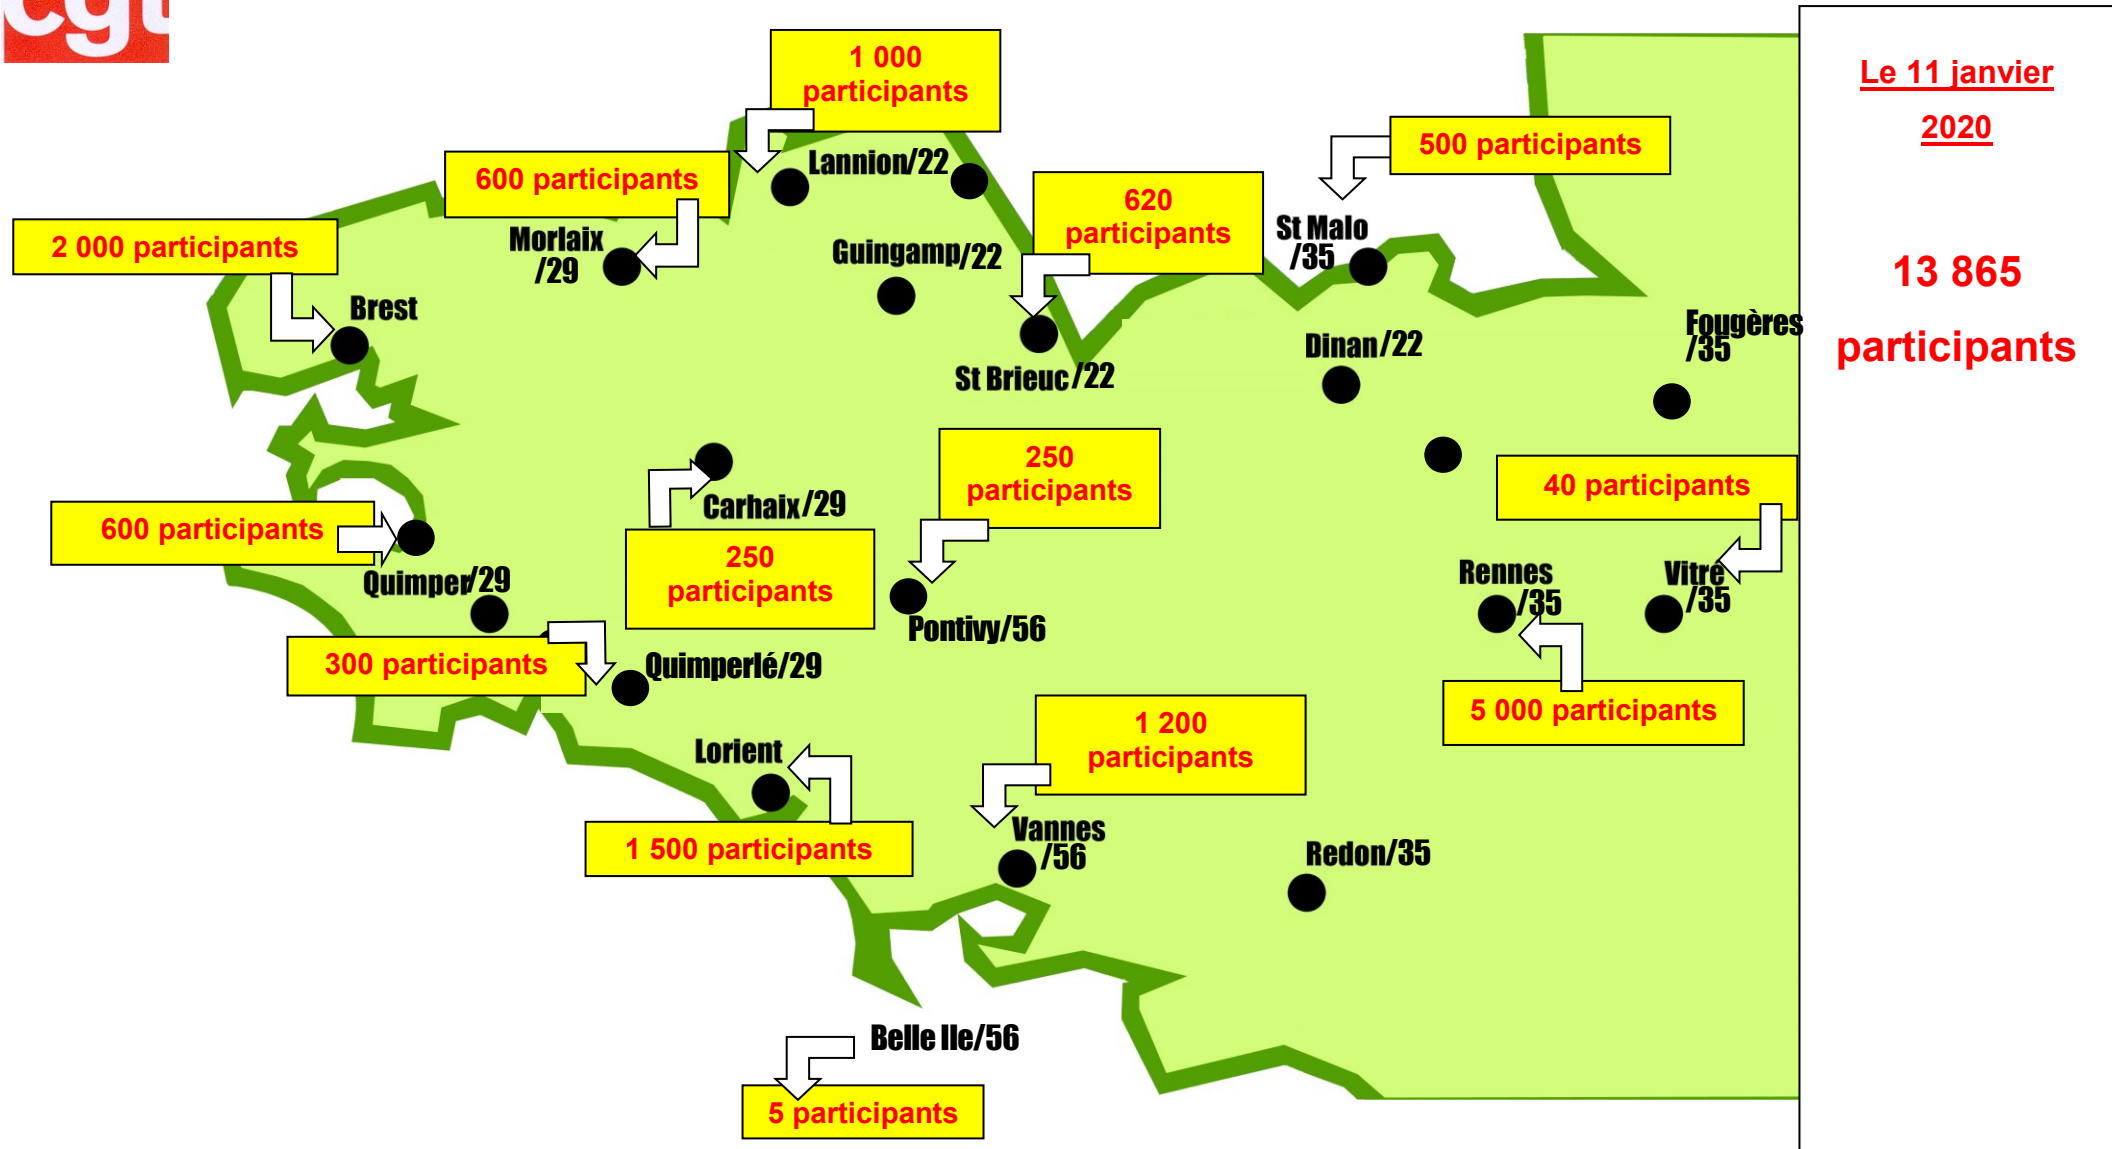 cgt
1 000
participants
Le 11 janvier
2020
500 participants
600 participants
Lannion/22
620
participants
2 000 participants
Morlaix
/29
Guingamp/22
St Malo
/35
13 865
participants
Brest
Fougères
/35
Dinan/22
St Brieuc/22
250
participants
40 participants
Carhaix/29
600 participants
250
participants
Quimper/29
Rennes
/35
Vitré
/35
Pontivy/56
300 participants
Quimperlé/29
5 000 participants
1 200
participants
Lorient
1 500 participants
Vannes
/56
Redon/35
Belle Ile/56
5 participants